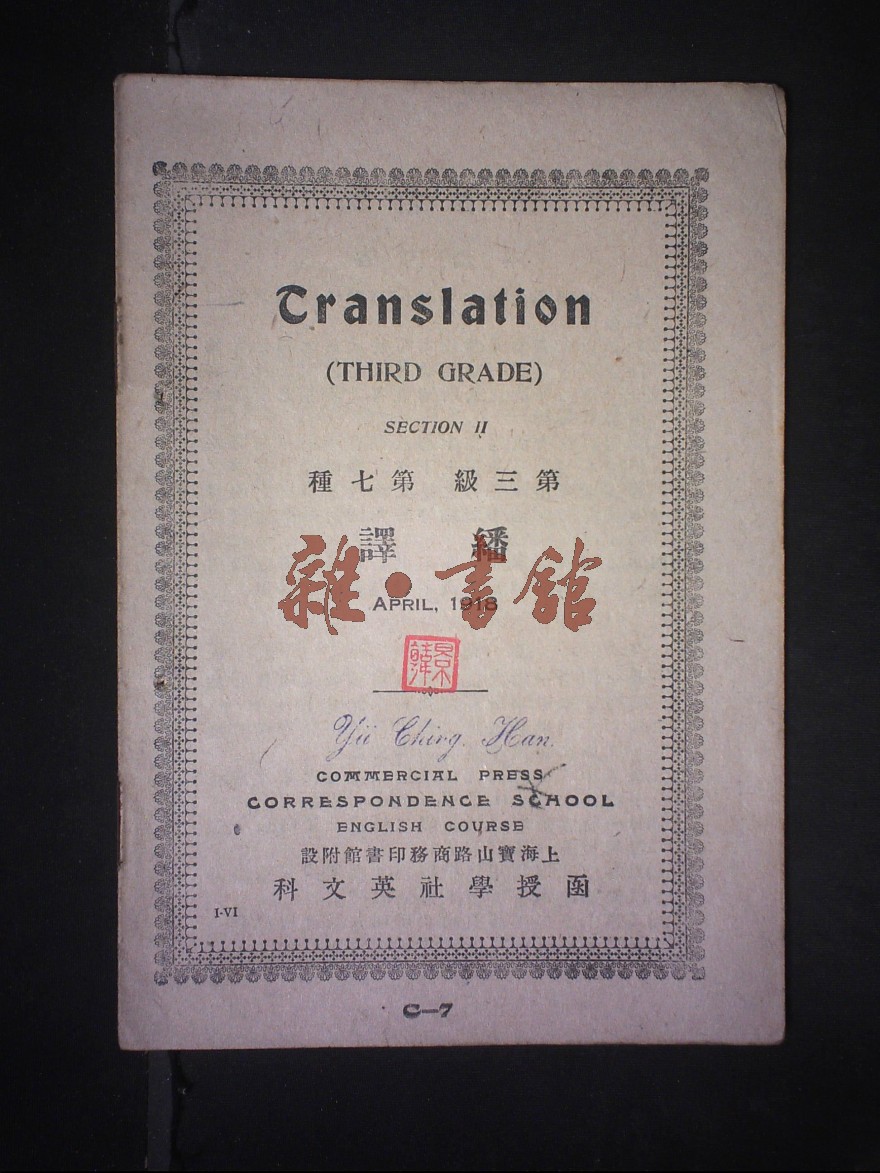 Translation
(THIRD GRADE)
SECTION II
第三級 第七種
繙譯
雜·書館
APRIL, 1918
Yü Ching Han.
COMMERCIAL PRESS
CORRESPONDENCE SCHOOL
ENGLISH COURSE
上海寶山路商務印書館附設
函授學社英文科
I-VI
C—7